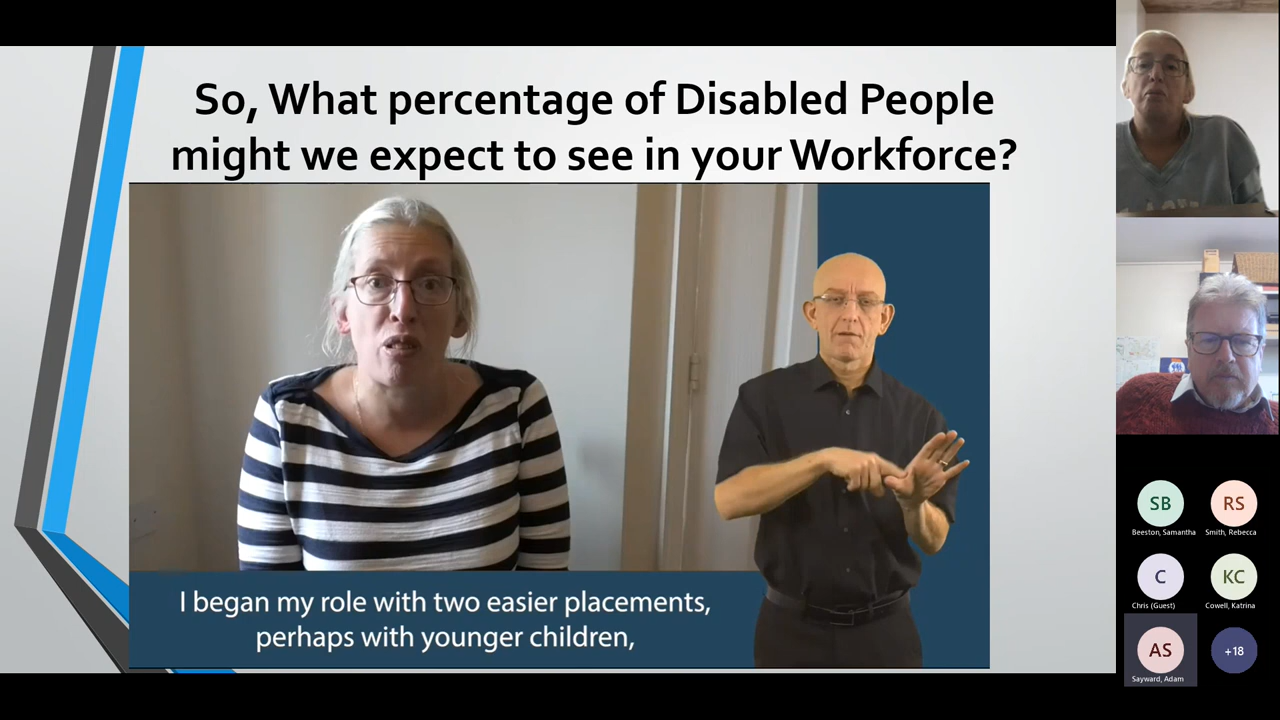 So, What percentage of Disabled People
might we expect to see in your Workforce?
I began my role with two easier placements,
perhaps with younger children,
SB
RS
Beeston, Samantha
Smith, Rebecca
C
KC
Chris (Guest)
Cowell, Katrina
AS
+18
Sayward, Adam